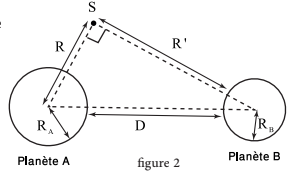 e
S
R
R'
R_A
D
R_B
Planète A
figure 2
Planète B